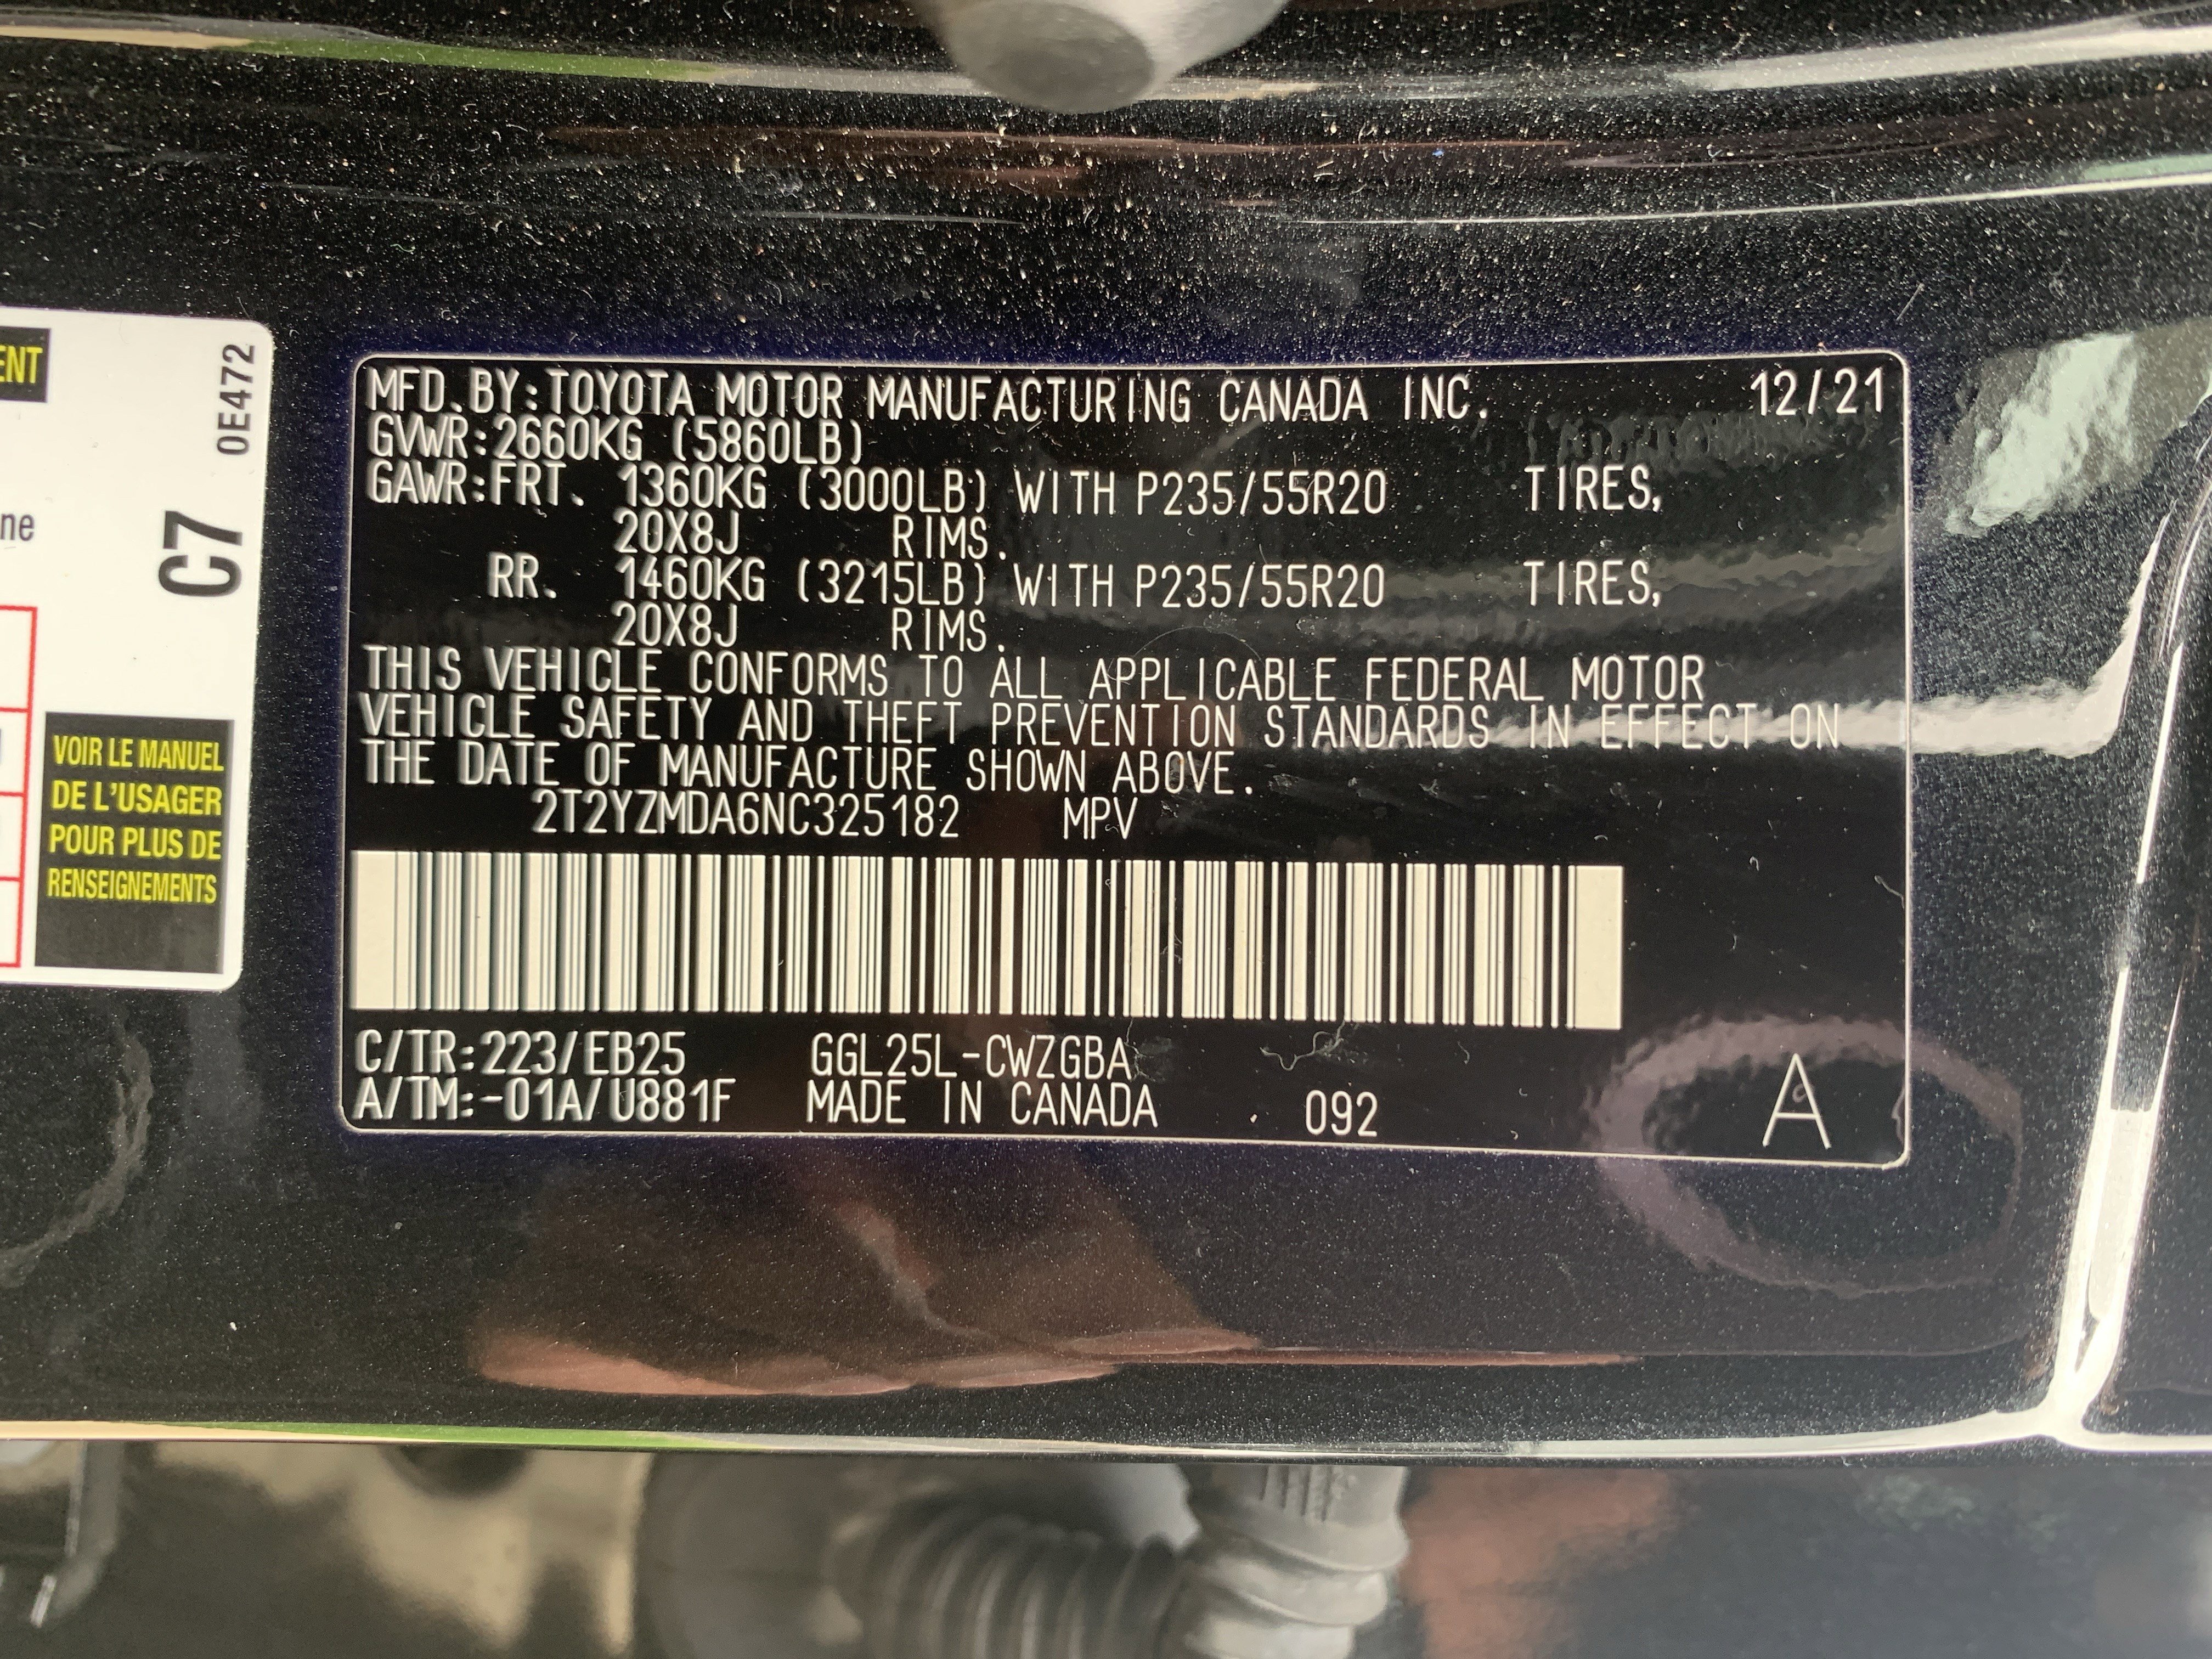 ENT
0E472
C7
ne
VOIR LE MANUEL
DE L'USAGER
POUR PLUS DE
RENSEIGNEMENTS
MFD.BY:TOYOTA MOTOR MANUFACTURING CANADA INC. 12/21
GVWR:2660KG (5860LB)
GAWR:FRT. 1360KG (3000LB) WITH P235/55R20 TIRES,
20X8J RIMS.
RR. 1460KG (3215LB) WITH P235/55R20 TIRES,
20X8J RIMS.
THIS VEHICLE CONFORMS TO ALL APPLICABLE FEDERAL MOTOR
VEHICLE SAFETY AND THEFT PREVENTION STANDARDS IN EFFECT ON
THE DATE OF MANUFACTURE SHOWN ABOVE.
2T2YZMDA6NC325182 MPV
C/TR:223/EB25 GGL25L-CWZGBA
A/TM:-01A/U881F MADE IN CANADA 092 A